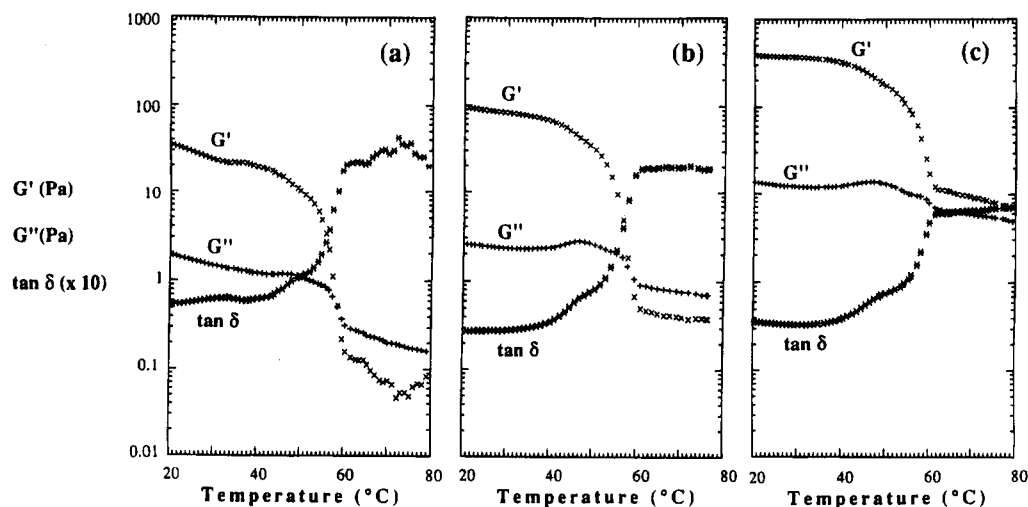 1000
100
10
1
0.1
0.01
G' (Pa)
G"(Pa)
tan δ (x 10)
(a)
G'
G"
tan δ
20 40 60 80
Temperature (°C)
(b)
G'
G"
tan δ
20 40 60 80
Temperature (°C)
(c)
G'
G"
tan δ
20 40 60 80
Temperature (°C)